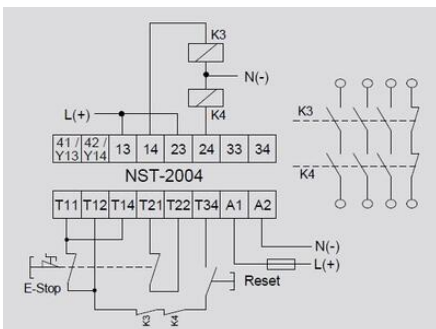 K3
N(-)
L(+)
K4
K3
41 / Y13
42 / Y14
13
14
23
24
33
34
NST-2004
K4
T11
T12
T14
T21
T22
T34
A1
A2
N(-)
L(+)
E-Stop
Reset
K3
K4